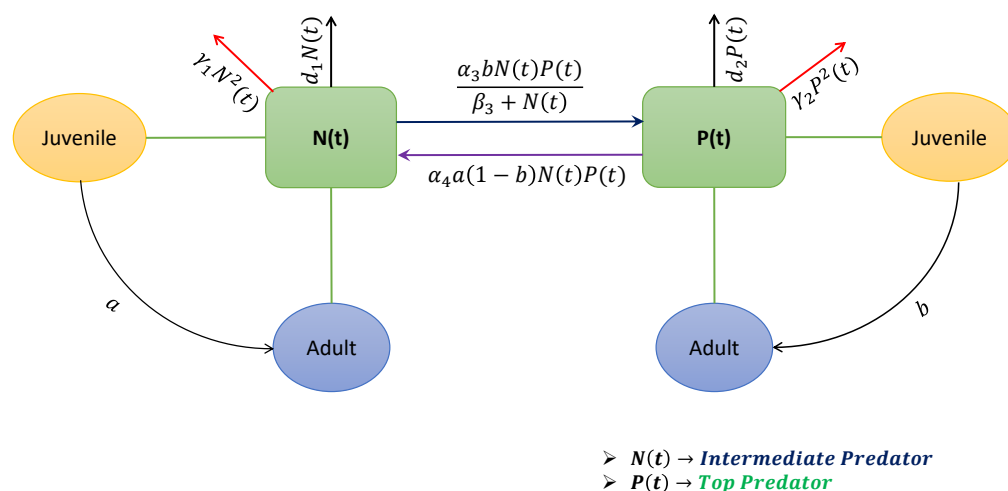 γ₁N²(t)
d₁N(t)
α₃bN(t)P(t)
β₃ + N(t)
d₂P(t)
γ₂P²(t)
Juvenile
N(t)
P(t)
Juvenile
α₄a(1 − b)N(t)P(t)
a
b
Adult
Adult
➢ N(t) → Intermediate Predator
➢ P(t) → Top Predator